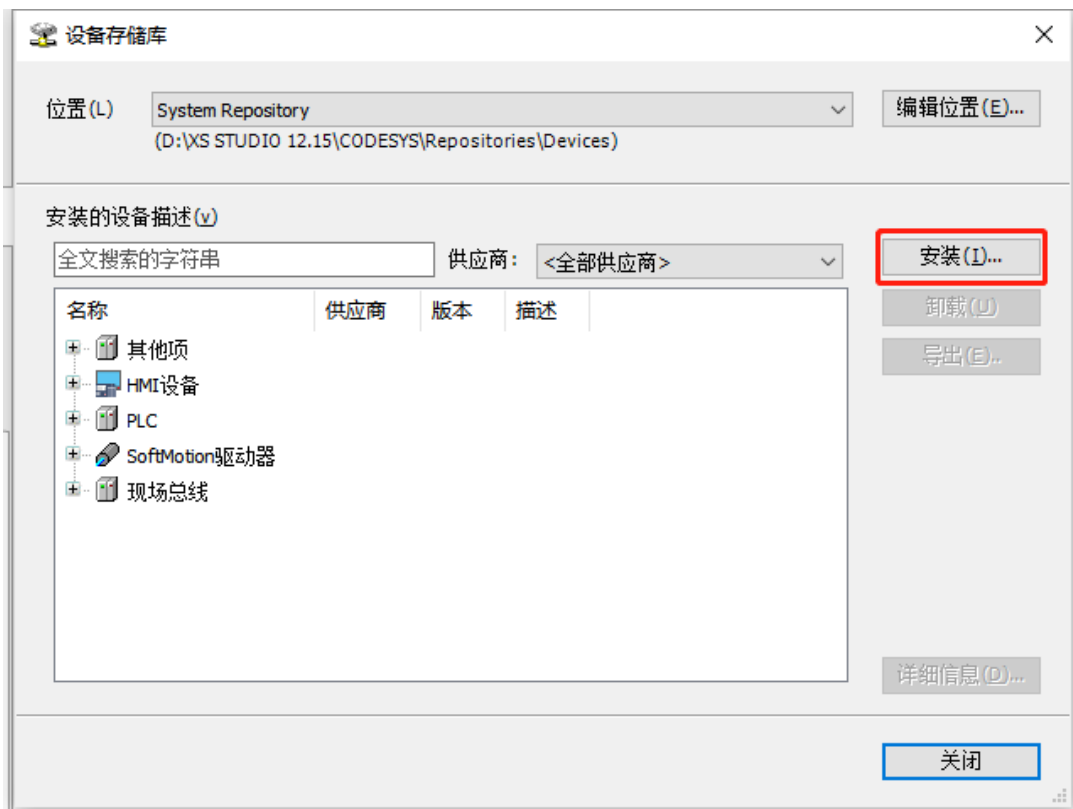 设备存储库
位置(L) System Repository 编辑位置(E)...
(D:\XS STUDIO 12.15\CODESYS\Repositories\Devices)
安装的设备描述(v)
全文搜索的字符串 供应商: <全部供应商> 安装(I)...
名称 供应商 版本 描述 卸载(U)
其他项
导出(E)..
HMI设备
PLC
SoftMotion驱动器
现场总线
详细信息(D)...
关闭